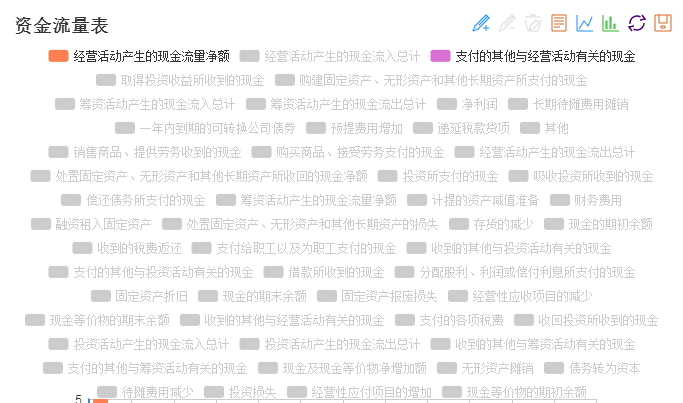 资金流量表
经营活动产生的现金流量净额 经营活动产生的现金流入总计 支付的其他与经营活动有关的现金
取得投资收益所收到的现金 购建固定资产、无形资产和其他长期资产所支付的现金
筹资活动产生的现金流入总计 筹资活动产生的现金流出总计 净利润 长期待摊费用摊销
一年内到期的可转换公司债券 预提费用增加 递延税款贷项 其他
销售商品、提供劳务收到的现金 购买商品、接受劳务支付的现金 经营活动产生的现金流出总计
处置固定资产、无形资产和其他长期资产所收回的现金净额 投资所支付的现金 吸收投资所收到的现金
偿还债务所支付的现金 筹资活动产生的现金流量净额 计提的资产减值准备 财务费用
融资租入固定资产 处置固定资产、无形资产和其他长期资产的损失 存货的减少 现金的期初余额
收到的税费返还 支付给职工以及为职工支付的现金 收到的其他与投资活动有关的现金
支付的其他与投资活动有关的现金 借款所收到的现金 分配股利、利润或偿付利息所支付的现金
固定资产折旧 现金的期末余额 固定资产报废损失 经营性应收项目的减少
现金等价物的期末余额 收到的其他与经营活动有关的现金 支付的各项税费 收回投资所收到的现金
投资活动产生的现金流入总计 投资活动产生的现金流出总计 收到的其他与筹资活动有关的现金
支付的其他与筹资活动有关的现金 现金及现金等价物净增加额 无形资产摊销 债务转为资本
待摊费用减少 投资损失 经营性应付项目的增加 现金等价物的期初余额
5